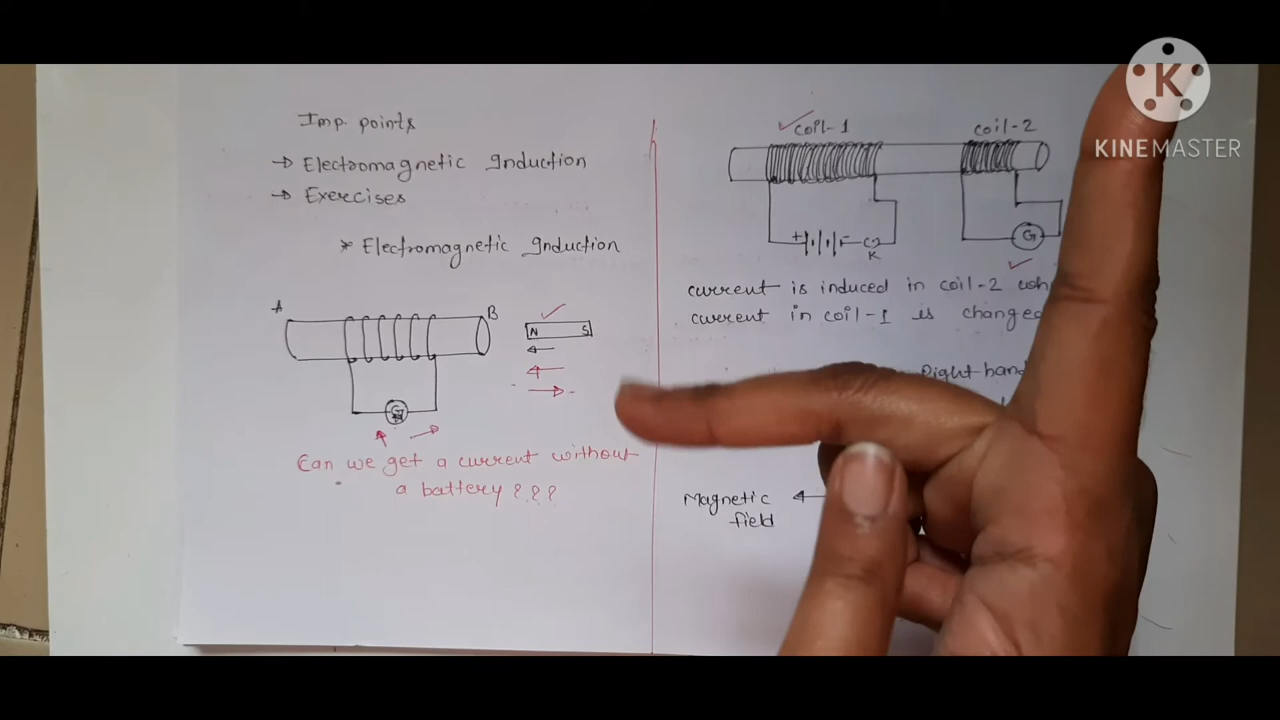 Imp. points
→ Electromagnetic Induction
→ Exercises
* Electromagnetic Induction
A
B
N S
G
Can we get a current without
a battery ???
coil-1
coil-2
+ -
K
G
current is induced in coil-2
current in coil-1 is changed
Right hand
Magnetic
field
K
KINEMASTER